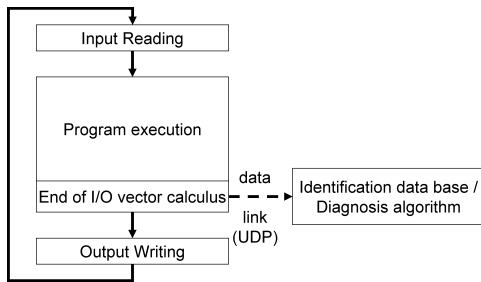 Input Reading
Program execution
End of I/O vector calculus
Output Writing
data
link
(UDP)
Identification data base /
Diagnosis algorithm